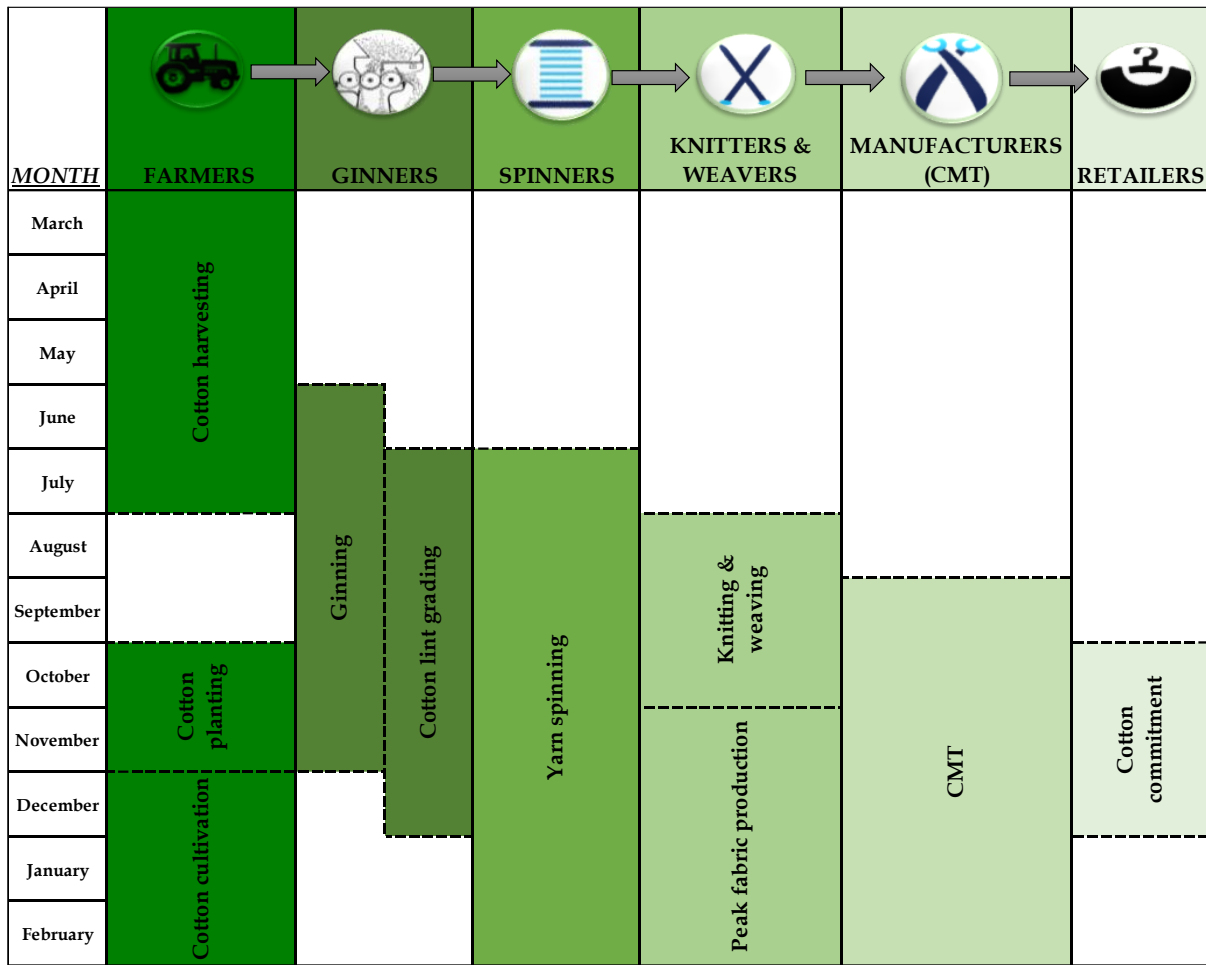 MONTH
FARMERS
GINNERS
SPINNERS
KNITTERS &
WEAVERS
MANUFACTURERS
(CMT)
RETAILERS
March
April
May
June
July
August
September
October
November
December
January
February
Cotton harvesting
Cotton
planting
Cotton cultivation
Ginning
Cotton lint grading
Yarn spinning
Knitting &
weaving
Peak fabric production
CMT
Cotton
commitment